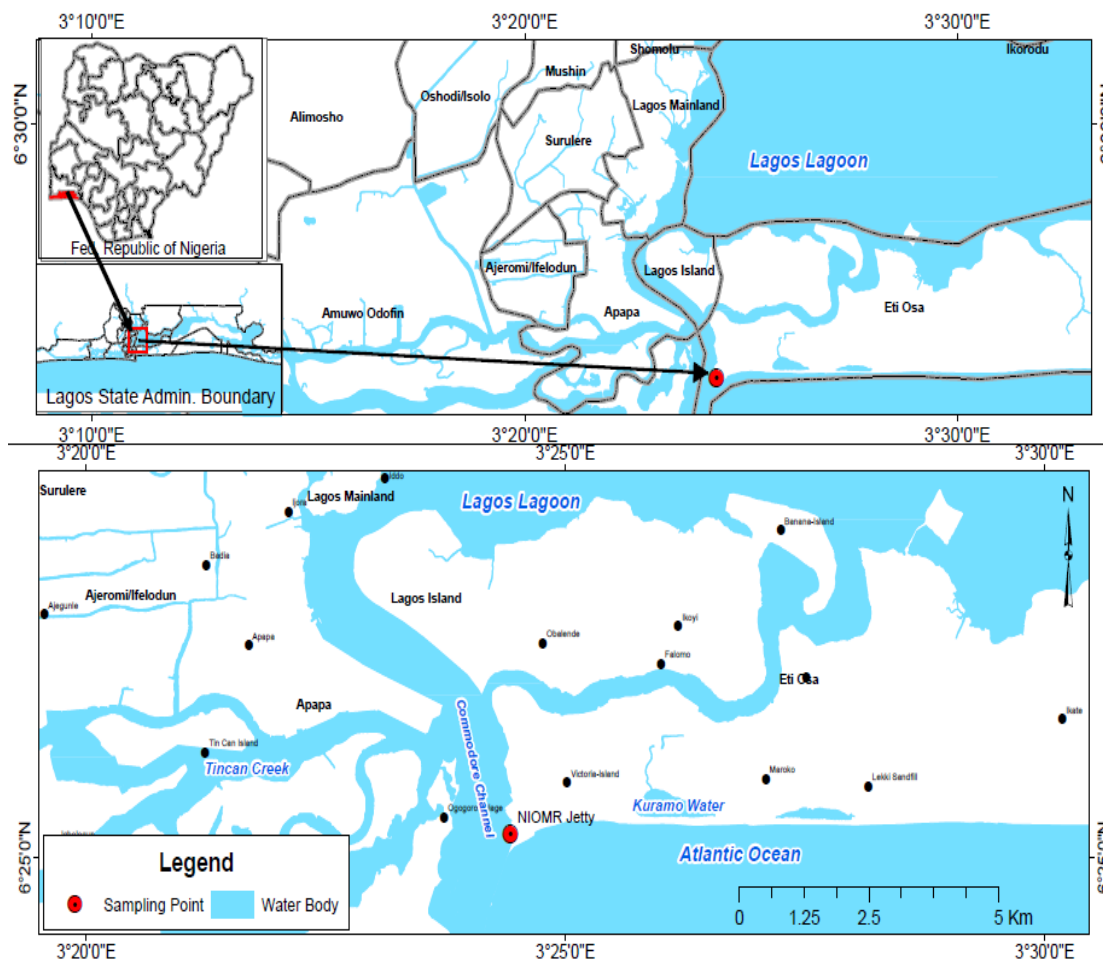 3°10'0"E 3°20'0"E 3°30'0"E
6°30'0"N
Shomolu
Ikorodu
Mushin
Oshodi/Isolo
Lagos Mainland
Alimosho
Surulere
Lagos Lagoon
Fed. Republic of Nigeria
Ajeromi/Ifelodun
Lagos Island
Eti Osa
Amuwo Odofin
Apapa
Lagos State Admin. Boundary
3°10'0"E 3°20'0"E 3°30'0"E
3°20'0"E 3°25'0"E 3°30'0"E
Iddo
Surulere
Lagos Mainland
Lagos Lagoon
N
Ijora
Banana-Island
Badia
Ajeromi/Ifelodun
Lagos Island
Ajegunle
Ikoyi
Apapa
Obalende
Falomo
Eti Osa
Apapa
Ikate
Commodore Channel
Tin Can Island
Tincan Creek
Victoria-Island
Maroko
Lekki Sandfill
Kuramo Water
NIOMR Jetty
Atlantic Ocean
6°25'0"N
6°25'0"N
Legend
Sampling Point
Water Body
0 1.25 2.5 5 Km
3°20'0"E 3°25'0"E 3°30'0"E